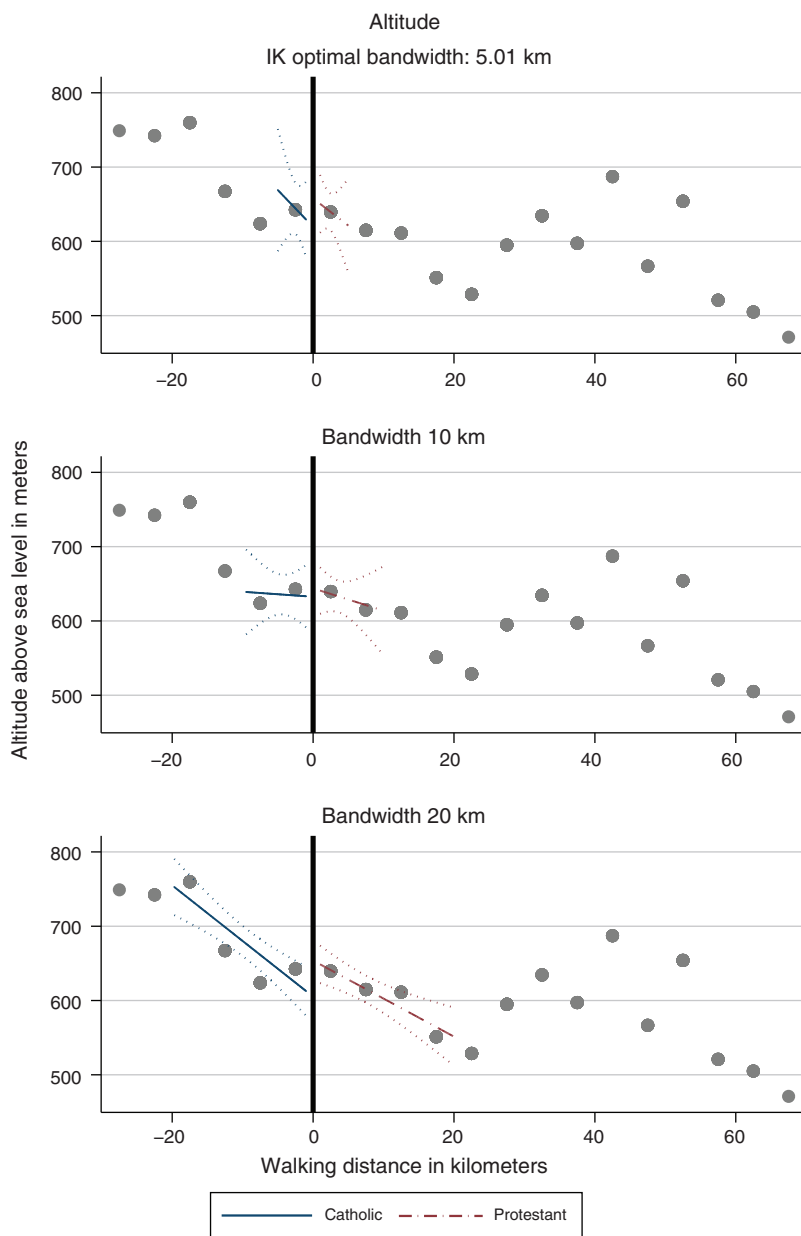 Altitude
IK optimal bandwidth: 5.01 km
800
700
600
500
−20 0 20 40 60
Bandwidth 10 km
800
700
600
500
−20 0 20 40 60
Bandwidth 20 km
800
700
600
500
−20 0 20 40 60
Altitude above sea level in meters
Walking distance in kilometers
Catholic Protestant